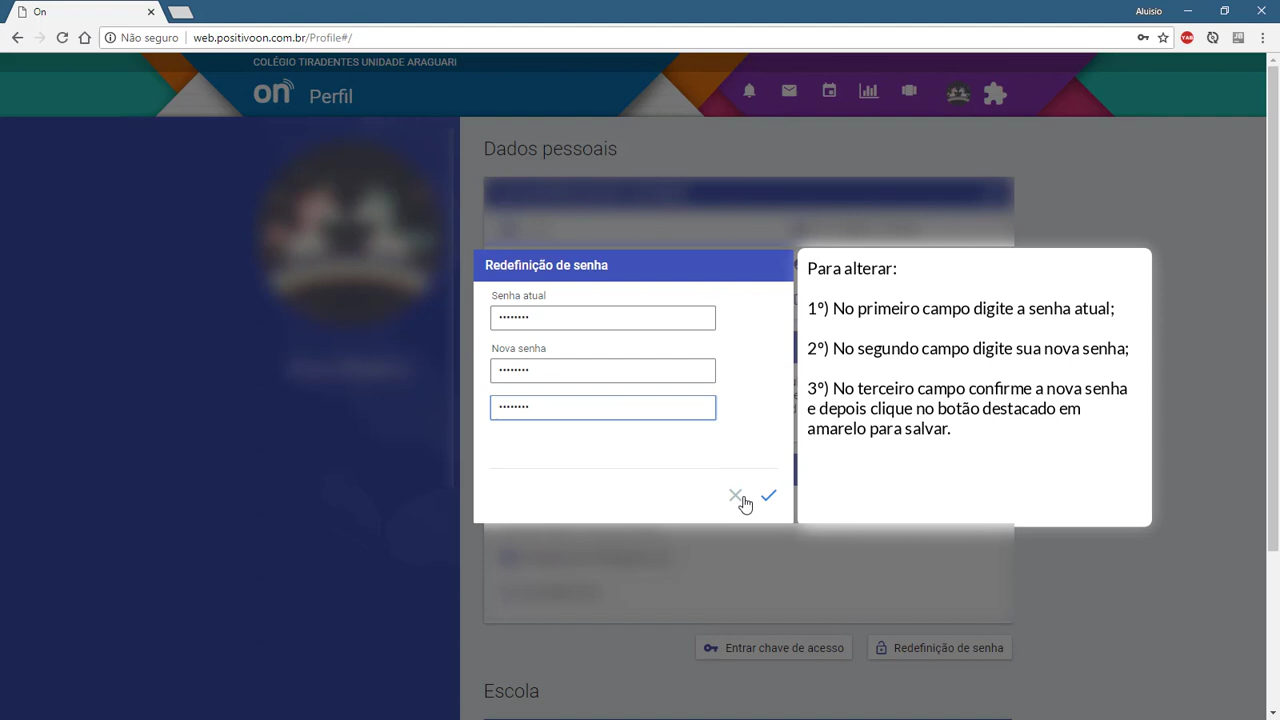 On
Aluisio
Não seguro
web.positivoon.com.br/Profile#/
COLÉGIO TIRADENTES UNIDADE ARAGUARI
on Perfil
Dados pessoais
Redefinição de senha
Senha atual
••••••••
Nova senha
••••••••
••••••••
Para alterar:
1º) No primeiro campo digite a senha atual;
2º) No segundo campo digite sua nova senha;
3º) No terceiro campo confirme a nova senha
e depois clique no botão destacado em
amarelo para salvar.
Entrar chave de acesso
Redefinição de senha
Escola